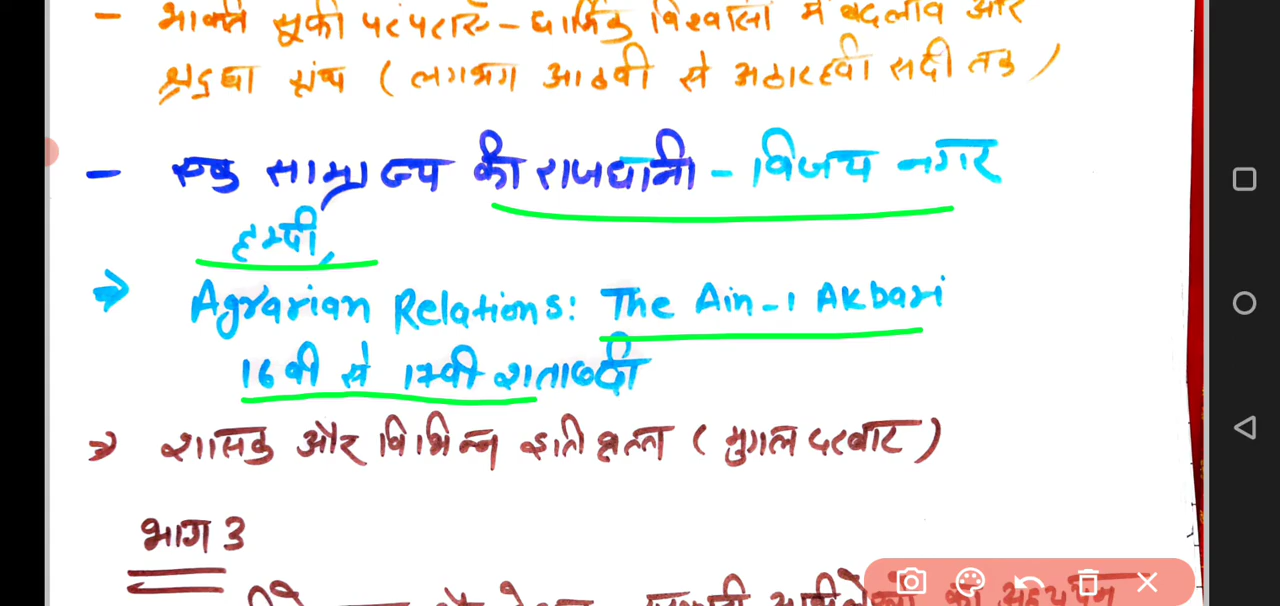 - भक्ति सूफी परंपराएं - धार्मिक विश्वासों में बदलाव और
श्रद्धा ग्रंथ ( लगभग आठवी से अठारहवी सदी तक )
- एक साम्राज्य की राजधानी - विजय नगर
हम्पी,
⇒ Agrarian Relations: The Ain-i Akbari
16 वी से 17वी शताब्दी
⇒ शासक और विभिन्न इतिवृत्त ( मुगल दरबार )
भाग 3